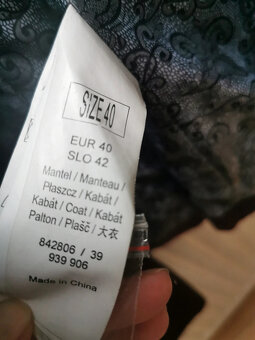 SIZE 40
EUR 40
SLO 42
Mantel / Manteau /
Płaszcz / Kabát /
Kabát / Coat / Kabát
Palton / Plašč / 大衣
842806 / 39
939 906
Made in China